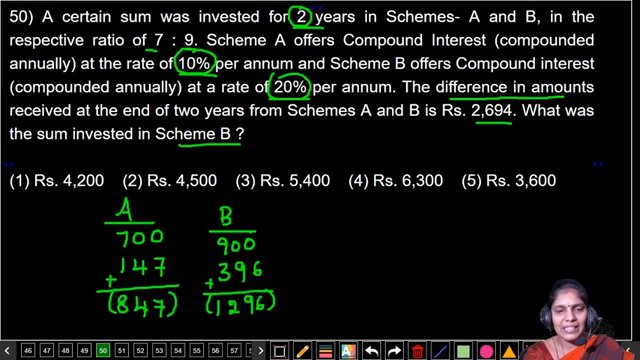 50) A certain sum was invested for 2 years in Schemes- A and B, in the
respective ratio of 7 : 9. Scheme A offers Compound Interest (compounded
annually) at the rate of 10% per annum and Scheme B offers Compound interest
(compounded annually) at a rate of 20% per annum. The difference in amounts
received at the end of two years from Schemes A and B is Rs. 2,694. What was
the sum invested in Scheme B ?
(1) Rs. 4,200 (2) Rs. 4,500 (3) Rs. 5,400 (4) Rs. 6,300 (5) Rs. 3,600
A B
700 900
+147 +396
(847) (1296)
46 47 48 49 50 51 52 53 54 55 56 57